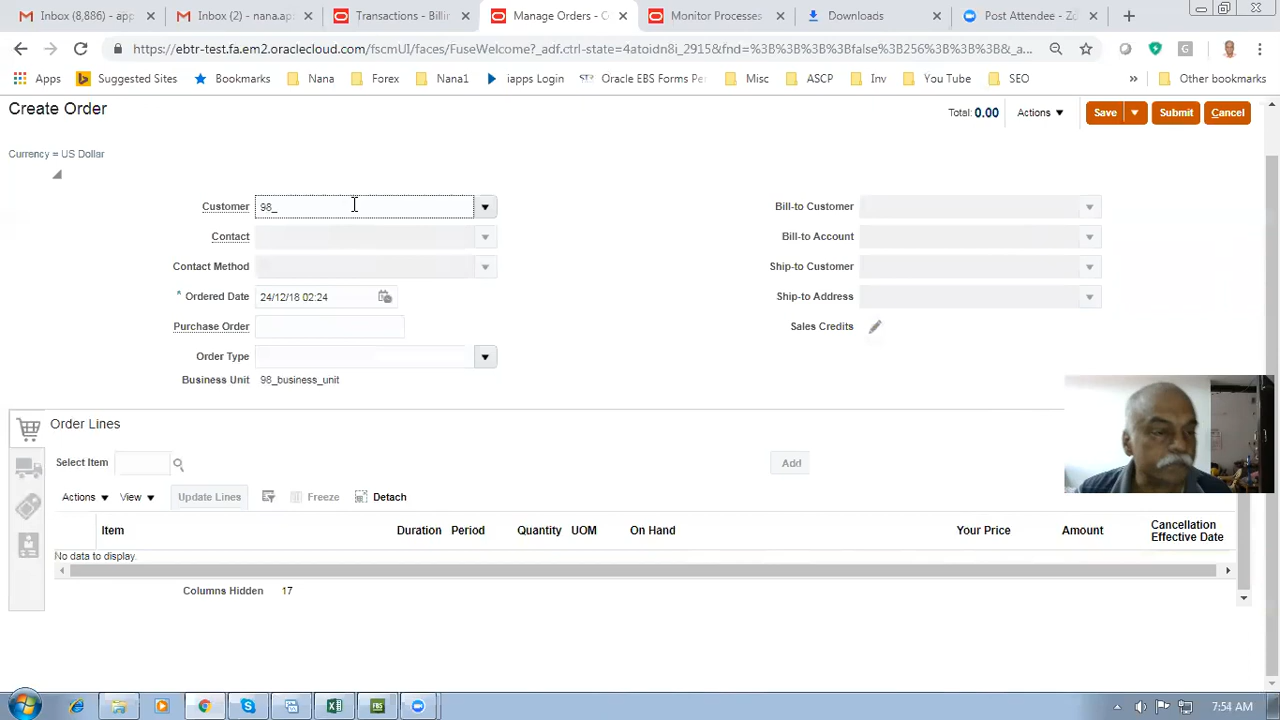 Inbox (8,886) - app
Inbox () - nana.ap
Transactions - Billin
Manage Orders - O
Monitor Processes
Downloads
Post Attendee - Zo
https://ebtr-test.fa.em2.oraclecloud.com/fscmUI/faces/FuseWelcome?_adf.ctrl-state=4atoidn8i_2915&fnd=%3B%3B%3B%3Bfalse%3B256%3B%3B%3B&_a...
Apps
Suggested Sites
Bookmarks
Nana
Forex
Nana1
iapps Login
Oracle EBS Forms Pe
Misc
ASCP
Inv
You Tube
SEO
Other bookmarks
Create Order
Total: 0.00
Actions
Save
Submit
Cancel
Currency = US Dollar
Customer 98_
Contact
Contact Method
* Ordered Date 24/12/18 02:24
Purchase Order
Order Type
Business Unit 98_business_unit
Bill-to Customer
Bill-to Account
Ship-to Customer
Ship-to Address
Sales Credits
Order Lines
Select Item
Add
Actions View Update Lines Freeze Detach
Item Duration Period Quantity UOM On Hand Your Price Amount Cancellation Effective Date
No data to display.
Columns Hidden 17
7:54 AM